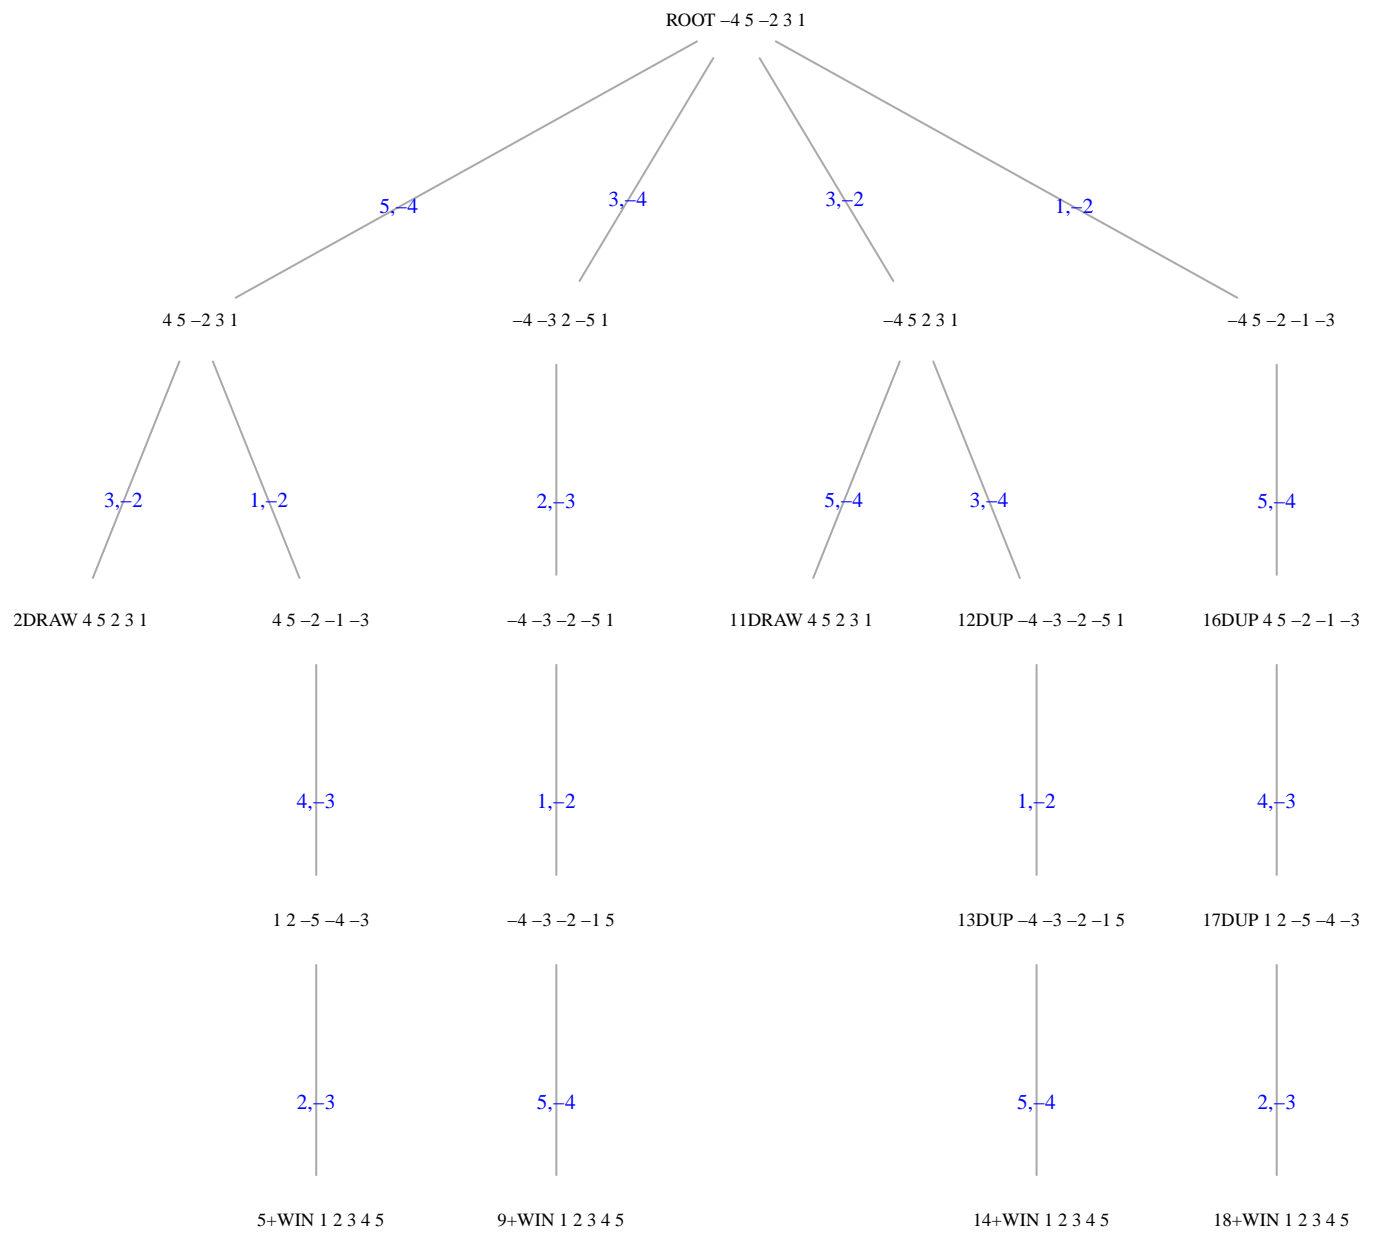 ROOT –4 5 –2 3 1
5,–4
3,–4
3,–2
1,–2
4 5 –2 3 1
–4 –3 2 –5 1
–4 5 2 3 1
–4 5 –2 –1 –3
3,–2
1,–2
2,–3
5,–4
3,–4
5,–4
2DRAW 4 5 2 3 1
4 5 –2 –1 –3
–4 –3 –2 –5 1
11DRAW 4 5 2 3 1
12DUP –4 –3 –2 –5 1
16DUP 4 5 –2 –1 –3
4,–3
1,–2
1,–2
4,–3
1 2 –5 –4 –3
–4 –3 –2 –1 5
13DUP –4 –3 –2 –1 5
17DUP 1 2 –5 –4 –3
2,–3
5,–4
5,–4
2,–3
5+WIN 1 2 3 4 5
9+WIN 1 2 3 4 5
14+WIN 1 2 3 4 5
18+WIN 1 2 3 4 5